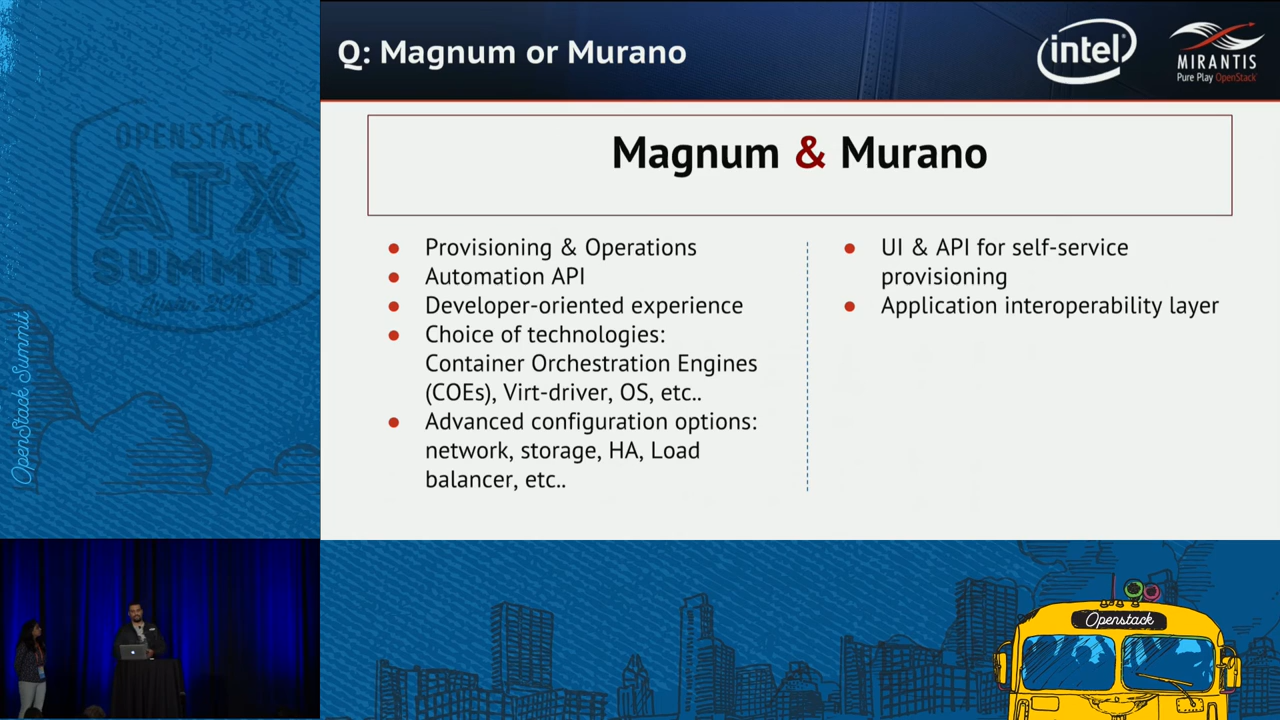 Q: Magnum or Murano
intel
MIRANTIS
Pure Play OpenStack
Magnum & Murano
● Provisioning & Operations
● Automation API
● Developer-oriented experience
● Choice of technologies:
Container Orchestration Engines
(COEs), Virt-driver, OS, etc..
● Advanced configuration options:
network, storage, HA, Load
balancer, etc..
● UI & API for self-service
provisioning
● Application interoperability layer
OPENSTACK
ATX
SUMMIT
Austin 2016
OpenStack Summit
Openstack